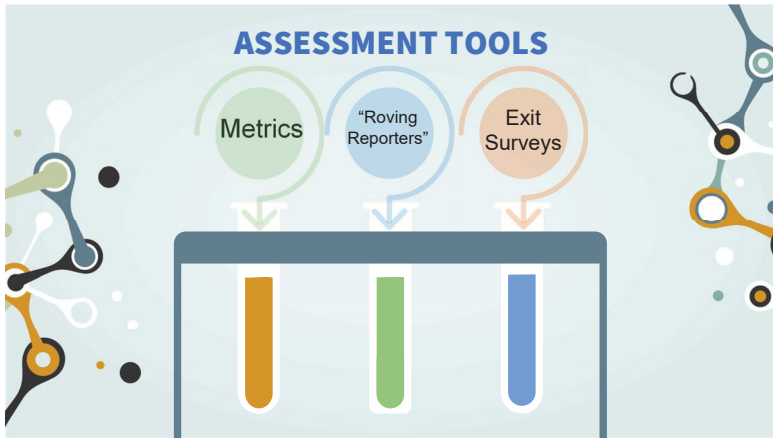 ASSESSMENT TOOLS
Metrics
“Roving
Reporters”
Exit
Surveys